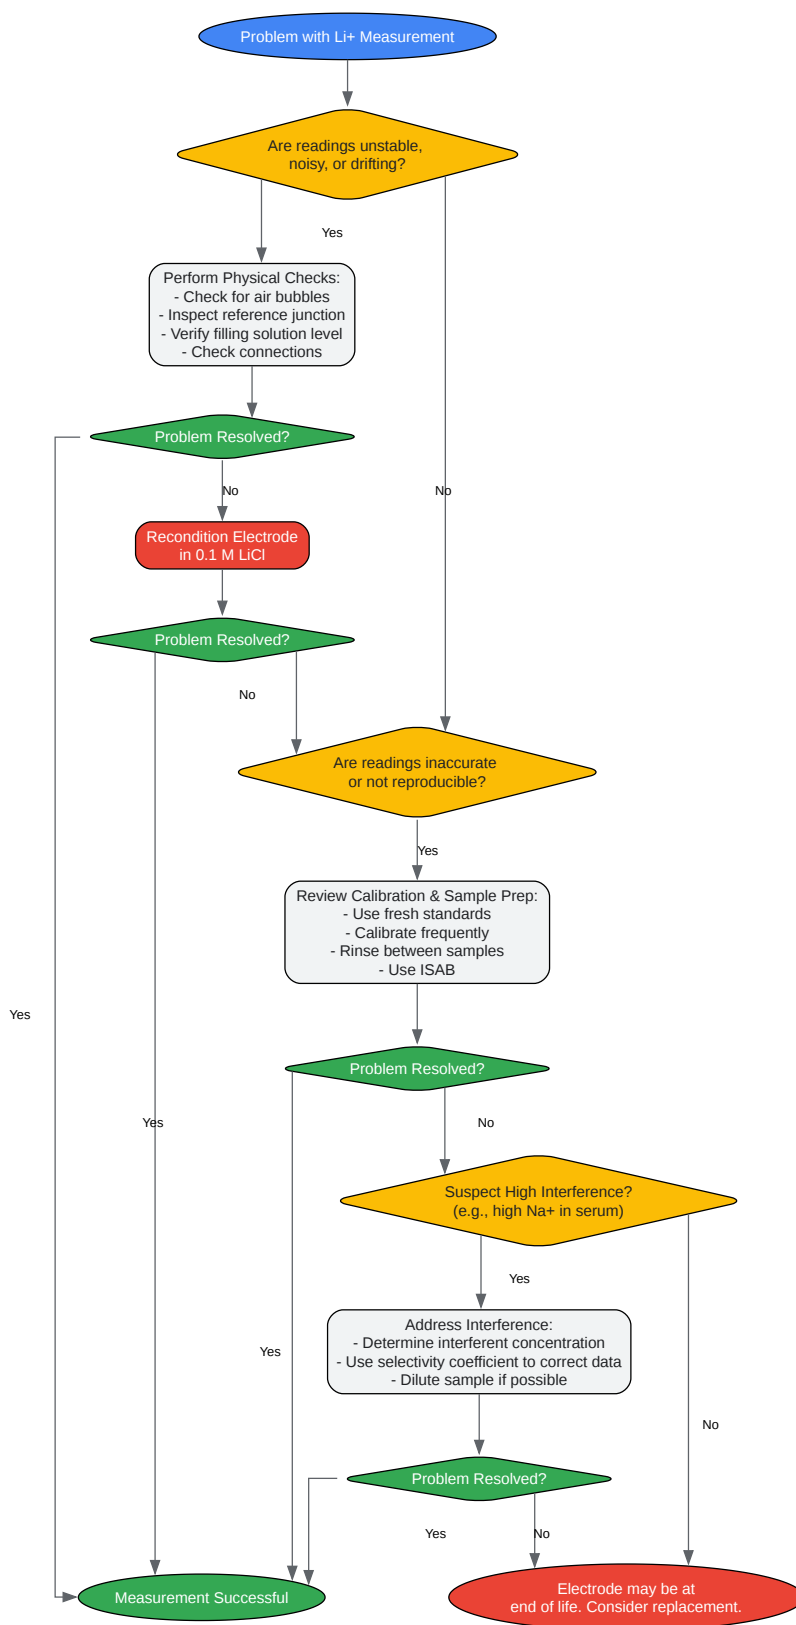 Problem with Li+ Measurement
Are readings unstable,
noisy, or drifting?
Yes
Perform Physical Checks:
- Check for air bubbles
- Inspect reference junction
- Verify filling solution level
- Check connections
Problem Resolved?
No
No
Recondition Electrode
in 0.1 M LiCl
Problem Resolved?
No
Are readings inaccurate
or not reproducible?
Yes
Review Calibration & Sample Prep:
- Use fresh standards
- Calibrate frequently
- Rinse between samples
- Use ISAB
Yes
Problem Resolved?
Yes
No
Suspect High Interference?
(e.g., high Na+ in serum)
Yes
Address Interference:
- Determine interferent concentration
- Use selectivity coefficient to correct data
- Dilute sample if possible
Yes
No
Problem Resolved?
Yes
No
Measurement Successful
Electrode may be at
end of life. Consider replacement.